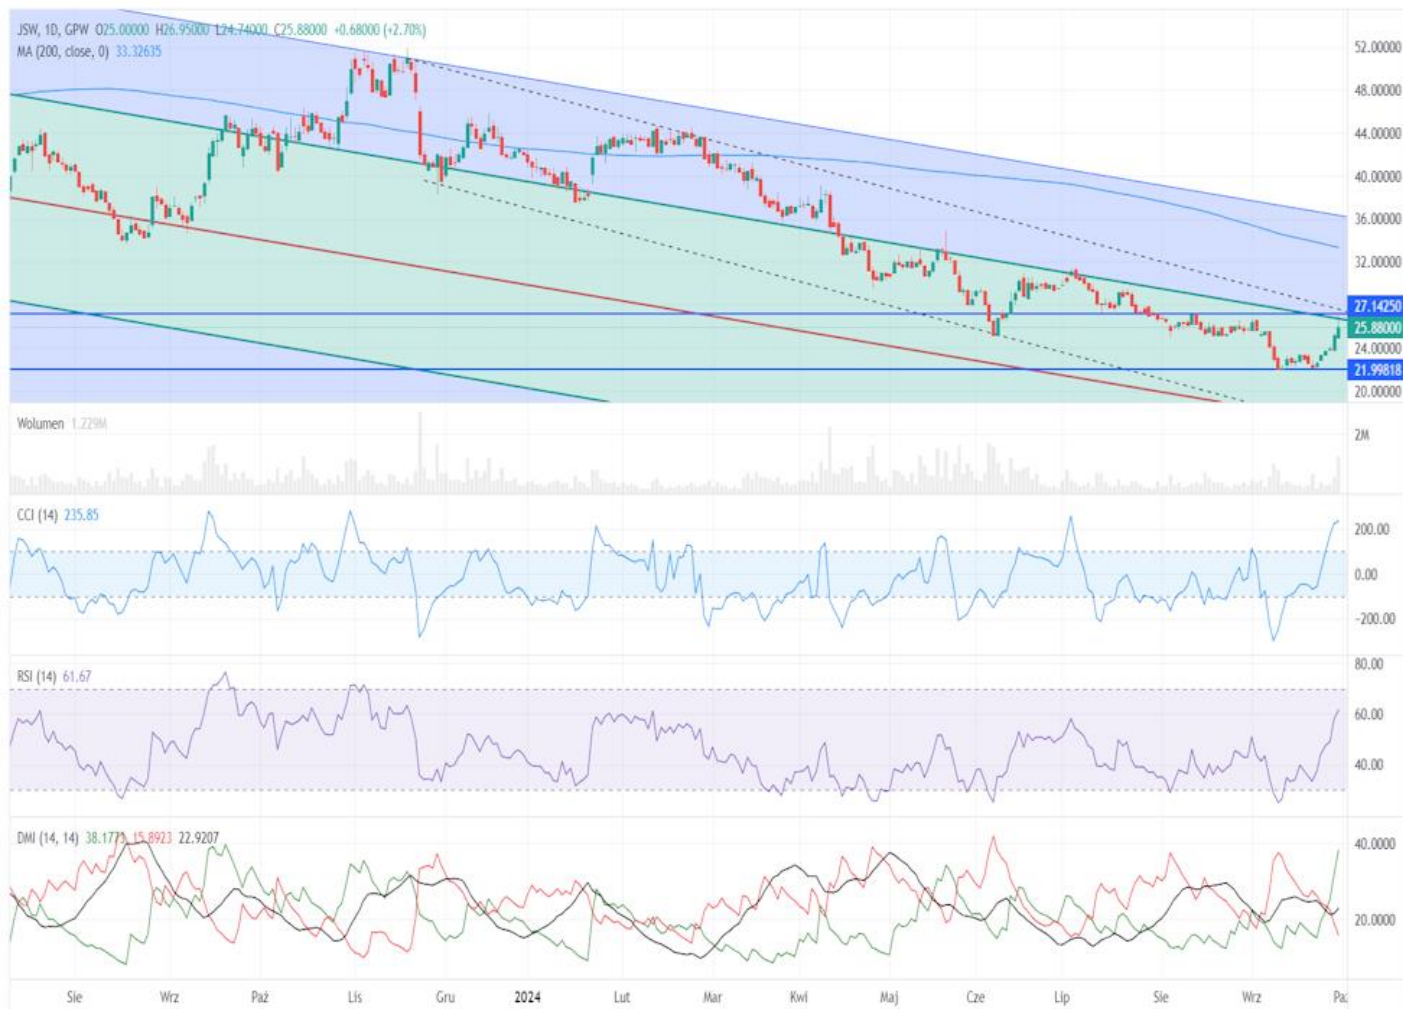 JSW, 1D, GPW O25.00000 H26.95000 L24.74000 C25.88000 +0.68000 (+2.70%)
MA (200, close, 0) 33.32635
52.00000
48.00000
44.00000
40.00000
36.00000
32.00000
27.14250
25.88000
24.00000
21.99818
20.00000
Wolumen 1.229M
2M
CCI (14) 235.85
200.00
0.00
-200.00
RSI (14) 61.67
80.00
60.00
40.00
DMI (14, 14) 38.1773 15.8923 22.9207
40.0000
20.0000
Sie Wrz Paź Lis Gru 2024 Lut Mar Kwi Maj Cze Lip Sie Wrz Pa